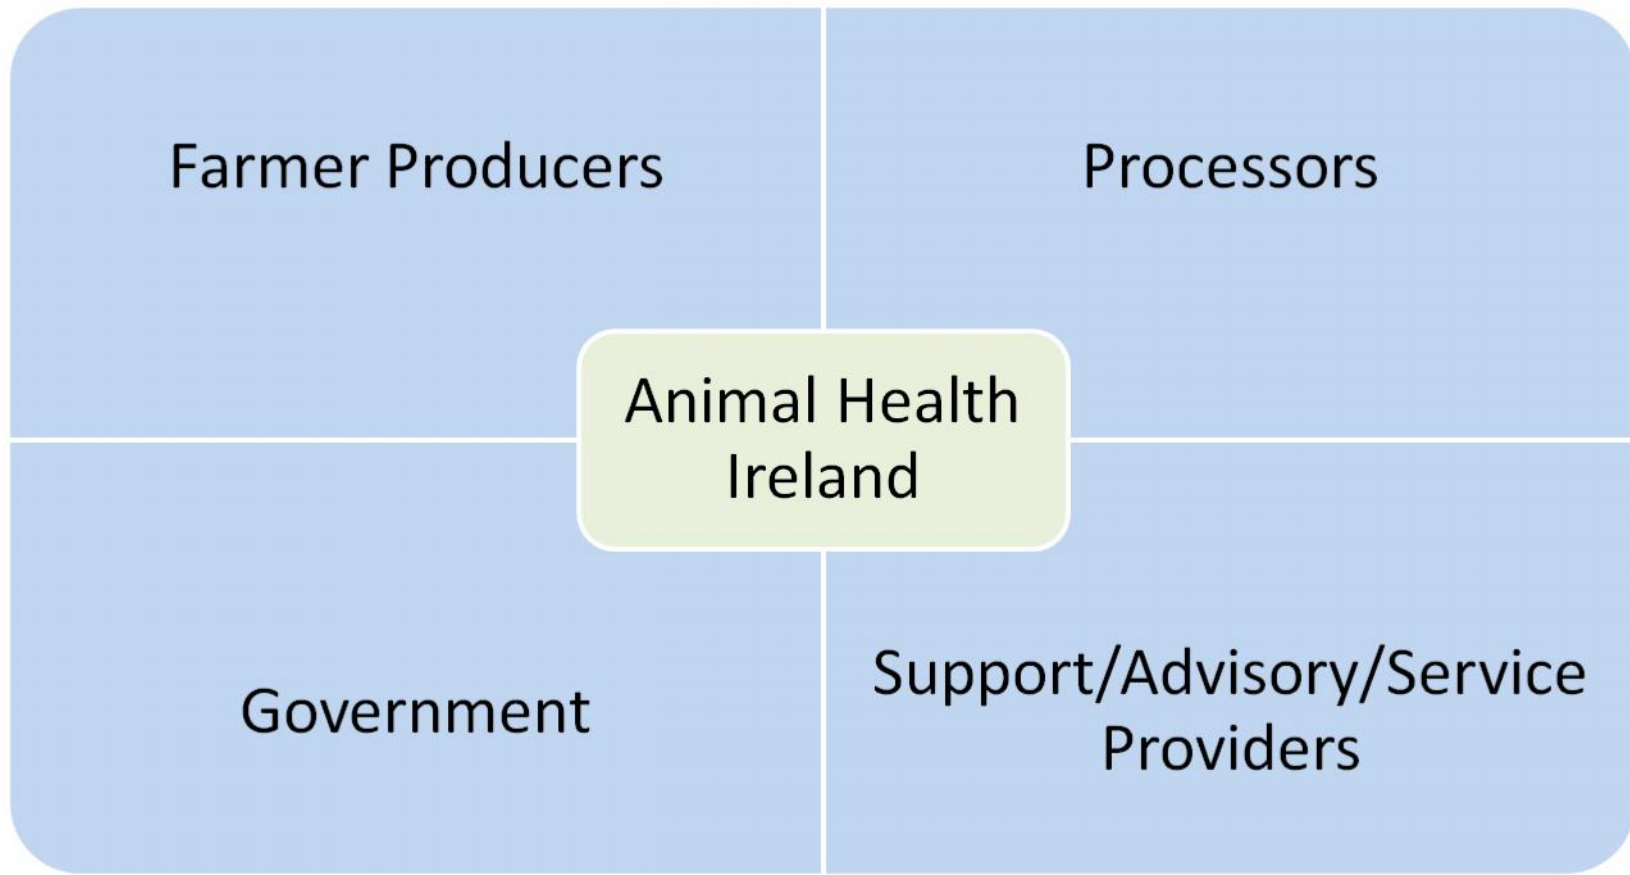 Farmer Producers
Processors
Animal Health
Ireland
Government
Support/Advisory/Service
Providers